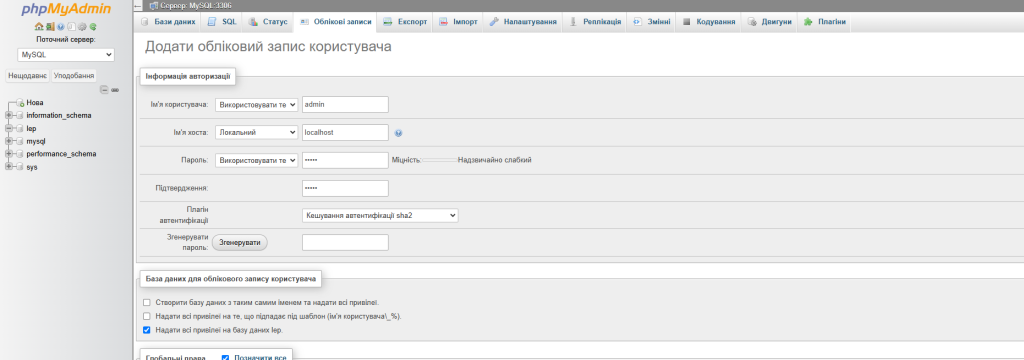 phpMyAdmin
Поточний сервер:
MySQL
Нещодавнє Уподобання
Нова
information_schema
lep
mysql
performance_schema
sys
Сервер: MySQL:3306
Бази даних SQL Статус Облікові записи Експорт Імпорт Налаштування Реплікація Змінні Кодування Двигуни Плагіни
Додати обліковий запис користувача
Інформація авторизації
Ім'я користувача: Використовувати те admin
Ім'я хоста: Локальний localhost
Пароль: Використовувати те ••••• Міцність: Надзвичайно слабкий
Підтвердження: •••••
Плагін
автентифікації
Кешування автентифікації sha2
Згенерувати
пароль:
Згенерувати
База даних для облікового запису користувача
Створити базу даних з таким самим іменем та надати всі привілеї.
Надати всі привілеї на те, що підпадає під шаблон (ім'я користувача\_%).
Надати всі привілеї на базу даних lep.
Глобальні права Позначити все